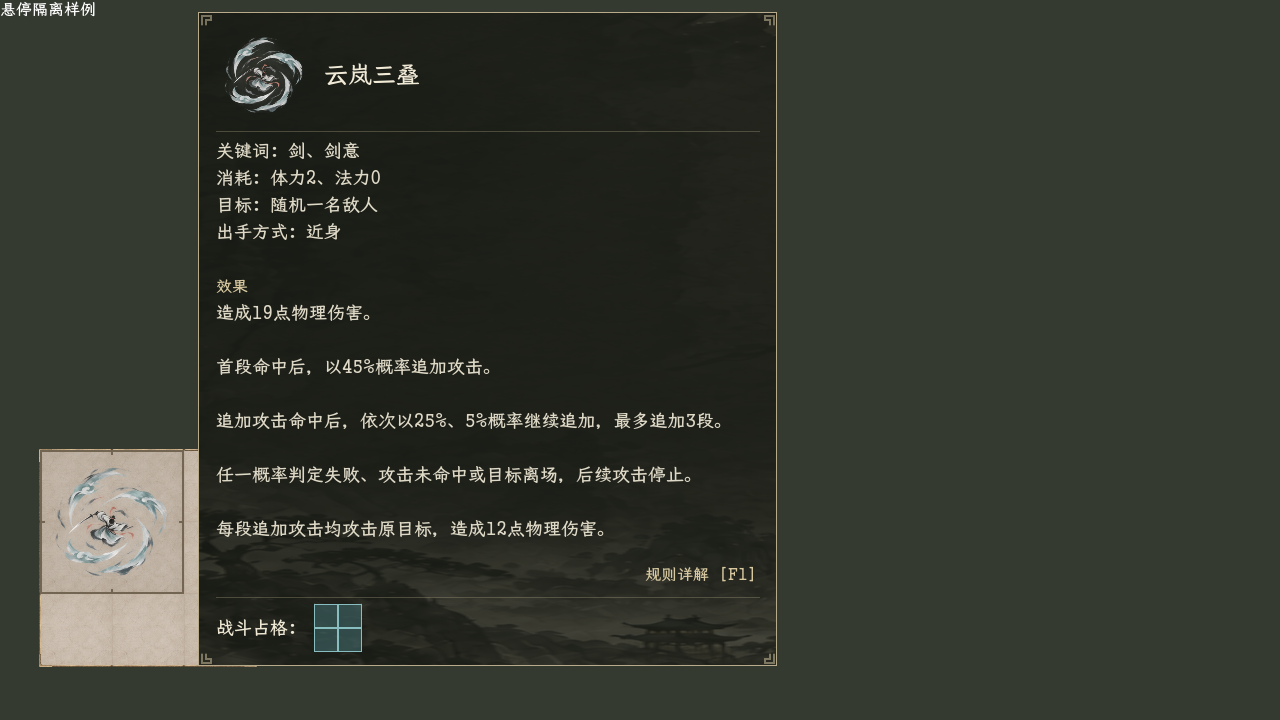 悬停隔离样例
云岚三叠
关键词：剑、剑意
消耗：体力2、法力0
目标：随机一名敌人
出手方式：近身
效果
造成19点物理伤害。
首段命中后，以45%概率追加攻击。
追加攻击命中后，依次以25%、5%概率继续追加，最多追加3段。
任一概率判定失败、攻击未命中或目标离场，后续攻击停止。
每段追加攻击均攻击原目标，造成12点物理伤害。
规则详解 [F1]
战斗占格：